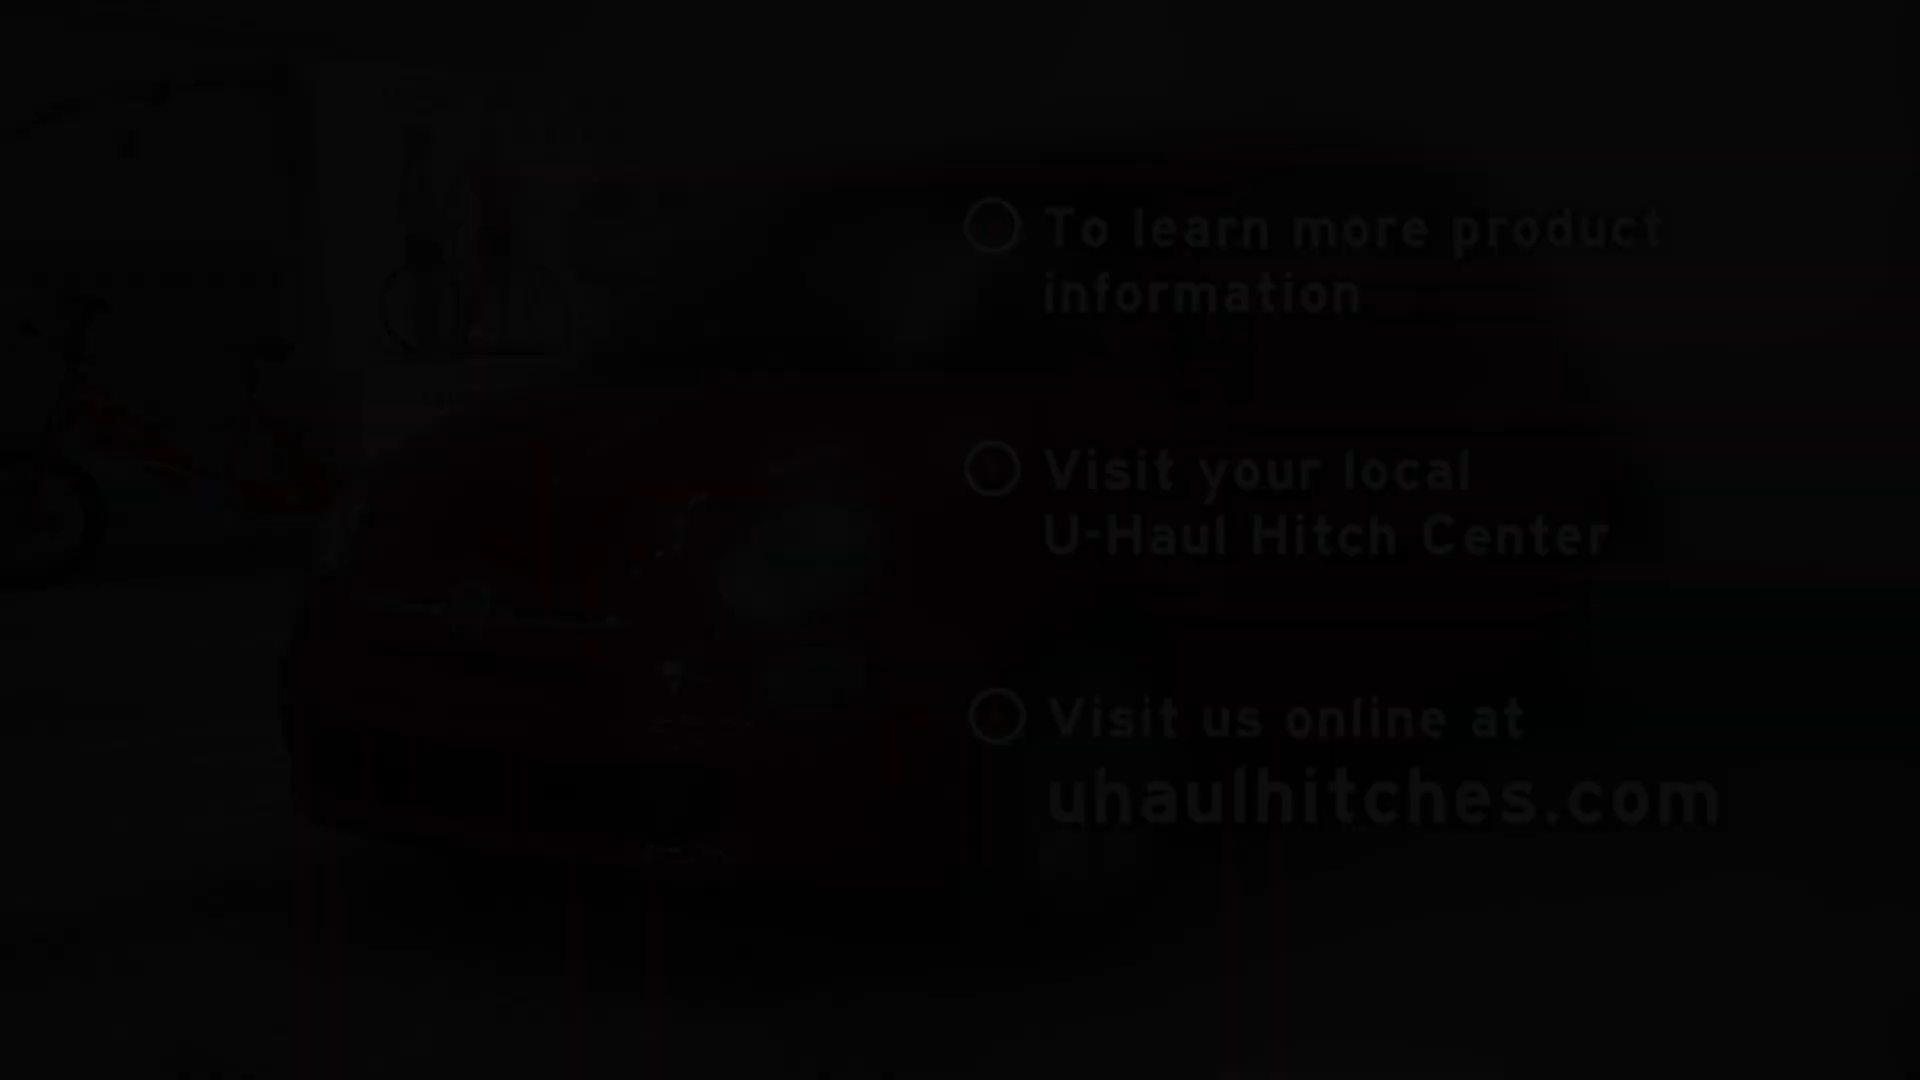 To learn more product
information
Visit your local
U-Haul Hitch Center
Visit us online at
uhaulhitches.com